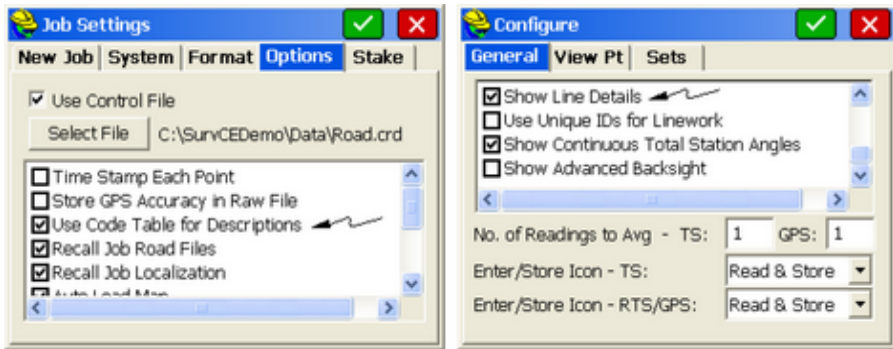 Job Settings
New Job System Format Options Stake
Use Control File
Select File C:\SurvCEDemo\Data\Road.crd
Time Stamp Each Point
Store GPS Accuracy in Raw File
Use Code Table for Descriptions
Recall Job Road Files
Recall Job Localization
Auto Load Map
Configure
General View Pt Sets
Show Line Details
Use Unique IDs for Linework
Show Continuous Total Station Angles
Show Advanced Backsight
No. of Readings to Avg - TS: 1 GPS: 1
Enter/Store Icon - TS: Read & Store
Enter/Store Icon - RTS/GPS: Read & Store